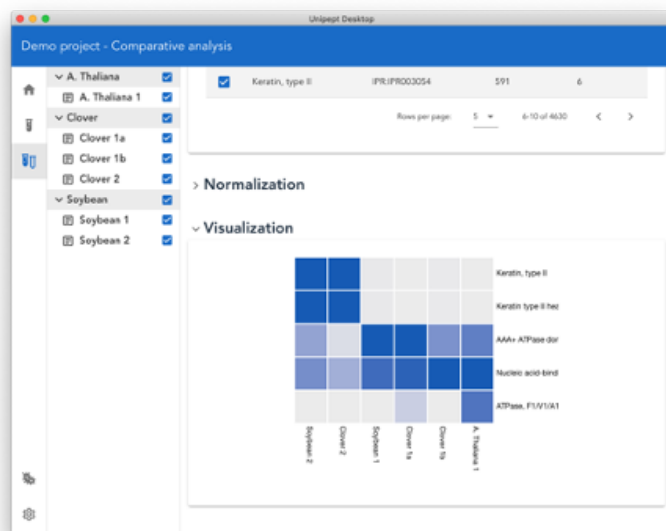 Unipept Desktop
Demo project - Comparative analysis
A. Thaliana
A. Thaliana 1
Clover
Clover 1a
Clover 1b
Clover 2
Soybean
Soybean 1
Soybean 2
Keratin, type II IPR:IPR003054 591 6
Rows per page: 5 6-10 of 4630
Normalization
Visualization
Keratin, type II
Keratin type II hea
AAA+ ATPase dor
Nucleic acid-bind
ATPase, F1/V1/A1
Soybean 2
Clover 2
Soybean 1
Clover 1a
Clover 1b
A. Thaliana 1